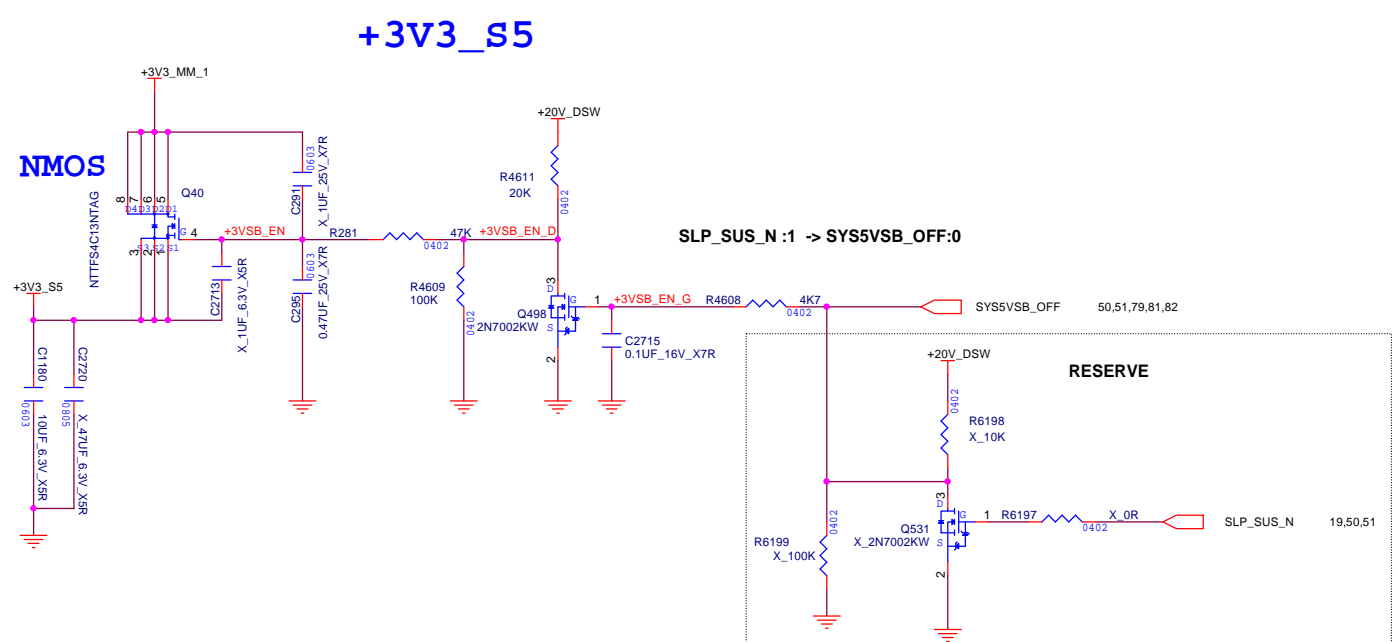 +3V3_S5
+3V3_MM_1
+20V_DSW
NMOS
NTTFS4C13NTAG
Q40
8
7
6
5
D4
D3
D2
D1
G
4
S3
S2
S1
3
2
1
+3VSB_EN
C291
0603
X_1UF_25V_X7R
R281
47K
0402
+3VSB_EN_D
R4611
20K
0402
C2713
X_1UF_6.3V_X5R
C295
0603
0.47UF_25V_X7R
R4609
100K
0402
Q498
2N7002KW
3
D
G
S
1
2
+3VSB_EN_G
C2715
0.1UF_16V_X7R
R4608
4K7
0402
SLP_SUS_N :1 -> SYS5VSB_OFF:0
SYS5VSB_OFF 50,51,79,81,82
+3V3_S5
C1180
0603
10UF_6.3V_X5R
C2720
0805
X_47UF_6.3V_X5R
RESERVE
+20V_DSW
0402
R6198
X_10K
R6199
X_100K
0402
Q531
X_2N7002KW
3
D
G
S
1
2
R6197
X_0R
0402
SLP_SUS_N 19,50,51